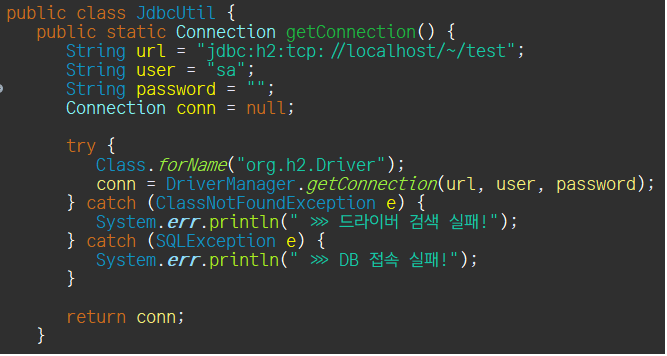 public class JdbcUtil {
    public static Connection getConnection() {
        String url = "jdbc:h2:tcp://localhost/~/test";
        String user = "sa";
        String password = "";
        Connection conn = null;

        try {
            Class.forName("org.h2.Driver");
            conn = DriverManager.getConnection(url, user, password);
        } catch (ClassNotFoundException e) {
            System.err.println(" >>> 드라이버 검색 실패!");
        } catch (SQLException e) {
            System.err.println(" >>> DB 접속 실패!");
        }

        return conn;
    }